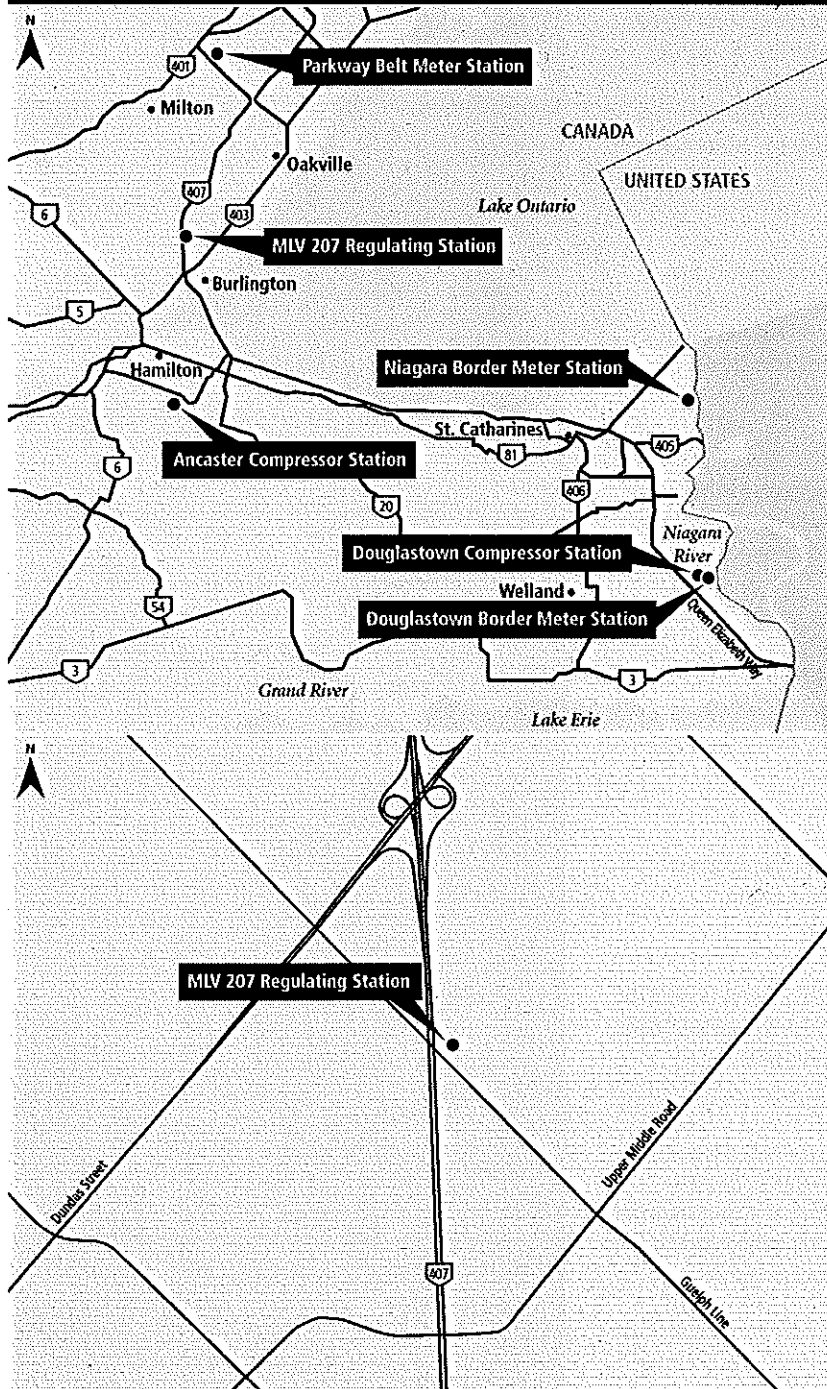 N
Parkway Belt Meter Station
401
Milton
CANADA
Oakville
UNITED STATES
407
Lake Ontario
6
403
MLV 207 Regulating Station
Burlington
5
Niagara Border Meter Station
Hamilton
St. Catharines
405
Ancaster Compressor Station
81
6
406
20
Niagara
River
Douglastown Compressor Station
Welland
54
Douglastown Border Meter Station
Queen Elizabeth Way
3
3
Grand River
Lake Erie
N
MLV 207 Regulating Station
Upper Middle Road
Dundas Street
407
Guelph Line